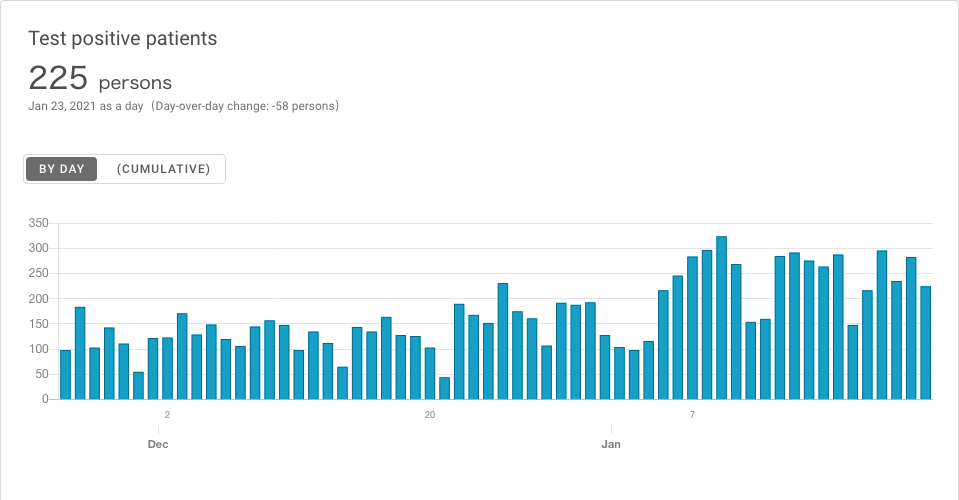 Test positive patients
225 persons
Jan 23, 2021 as a day（Day-over-day change: -58 persons）
BY DAY (CUMULATIVE)
350
300
250
200
150
100
50
0
2 20 7
Dec Jan